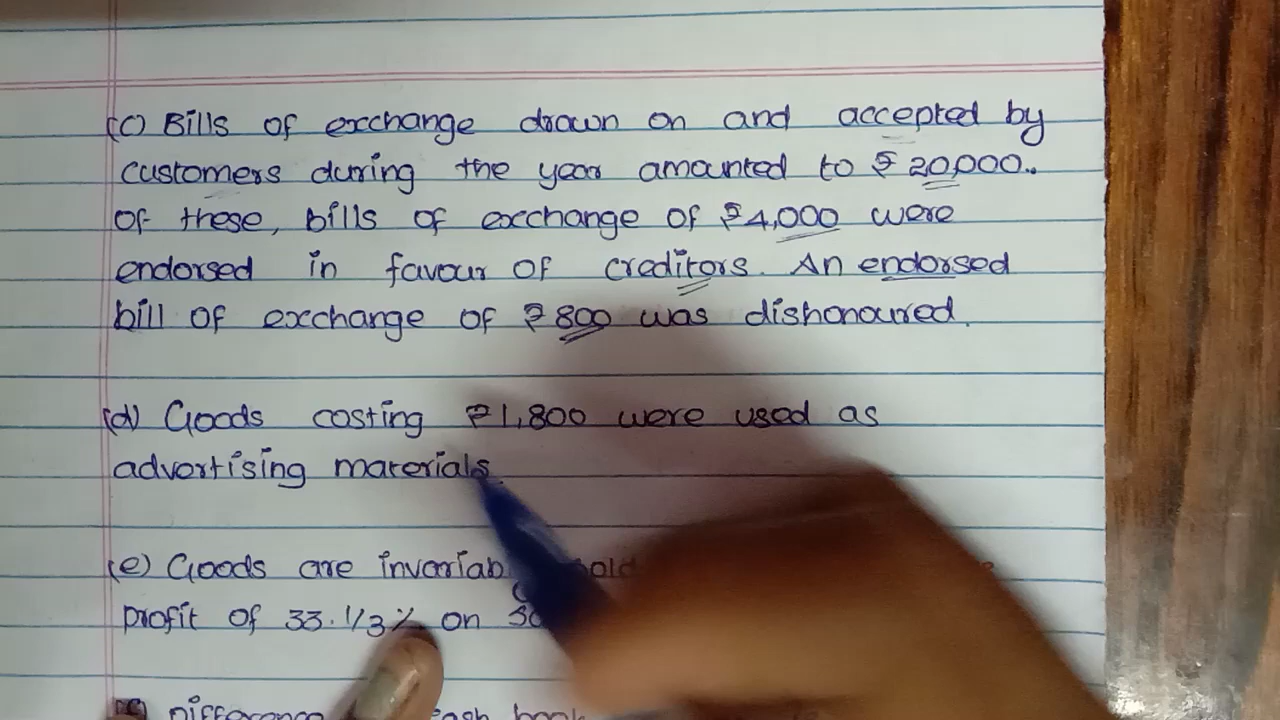 (c) Bills of exchange drawn on and accepted by
customers during the year amounted to ₹ 20,000.
Of these, bills of exchange of ₹4,000 were
endorsed in favour of creditors. An endorsed
bill of exchange of ₹800 was dishonoured.
(d) Goods costing ₹1,800 were used as
advertising materials.
(e) Goods are
profit of 33.1/3% on
Difference book